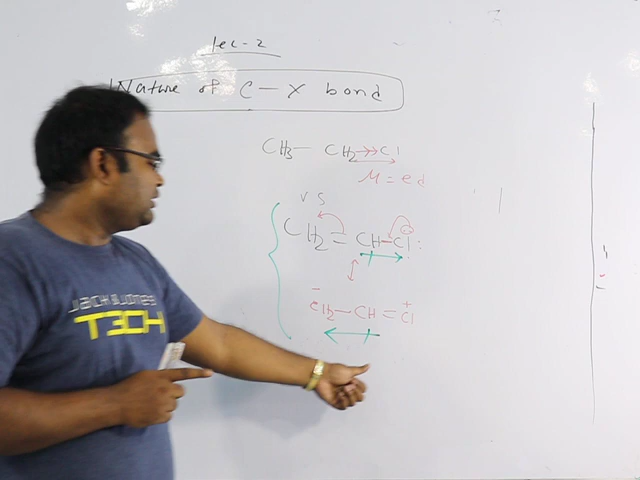 lec-2
Nature of C-X bond
CH3- CH2→→Cl
μ = ed
vs
CH2=CH-Cl:
⁻CH2-CH=Cl⁺
TECH